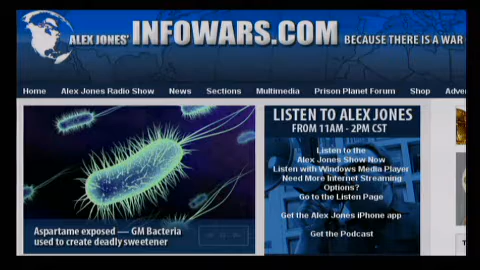 ALEX JONES' INFOWARS.COM BECAUSE THERE IS A WAR
Home Alex Jones Radio Show News Sections Multimedia Prison Planet Forum Shop Adve
LISTEN TO ALEX JONES
FROM 11AM - 2PM CST
Listen to the
Alex Jones Show Now
Listen with Windows Media Player
Need More Internet Streaming
Options?
Go to the Listen Page
Get the Alex Jones iPhone app
Get the Podcast
Aspartame exposed — GM Bacteria
used to create deadly sweetener